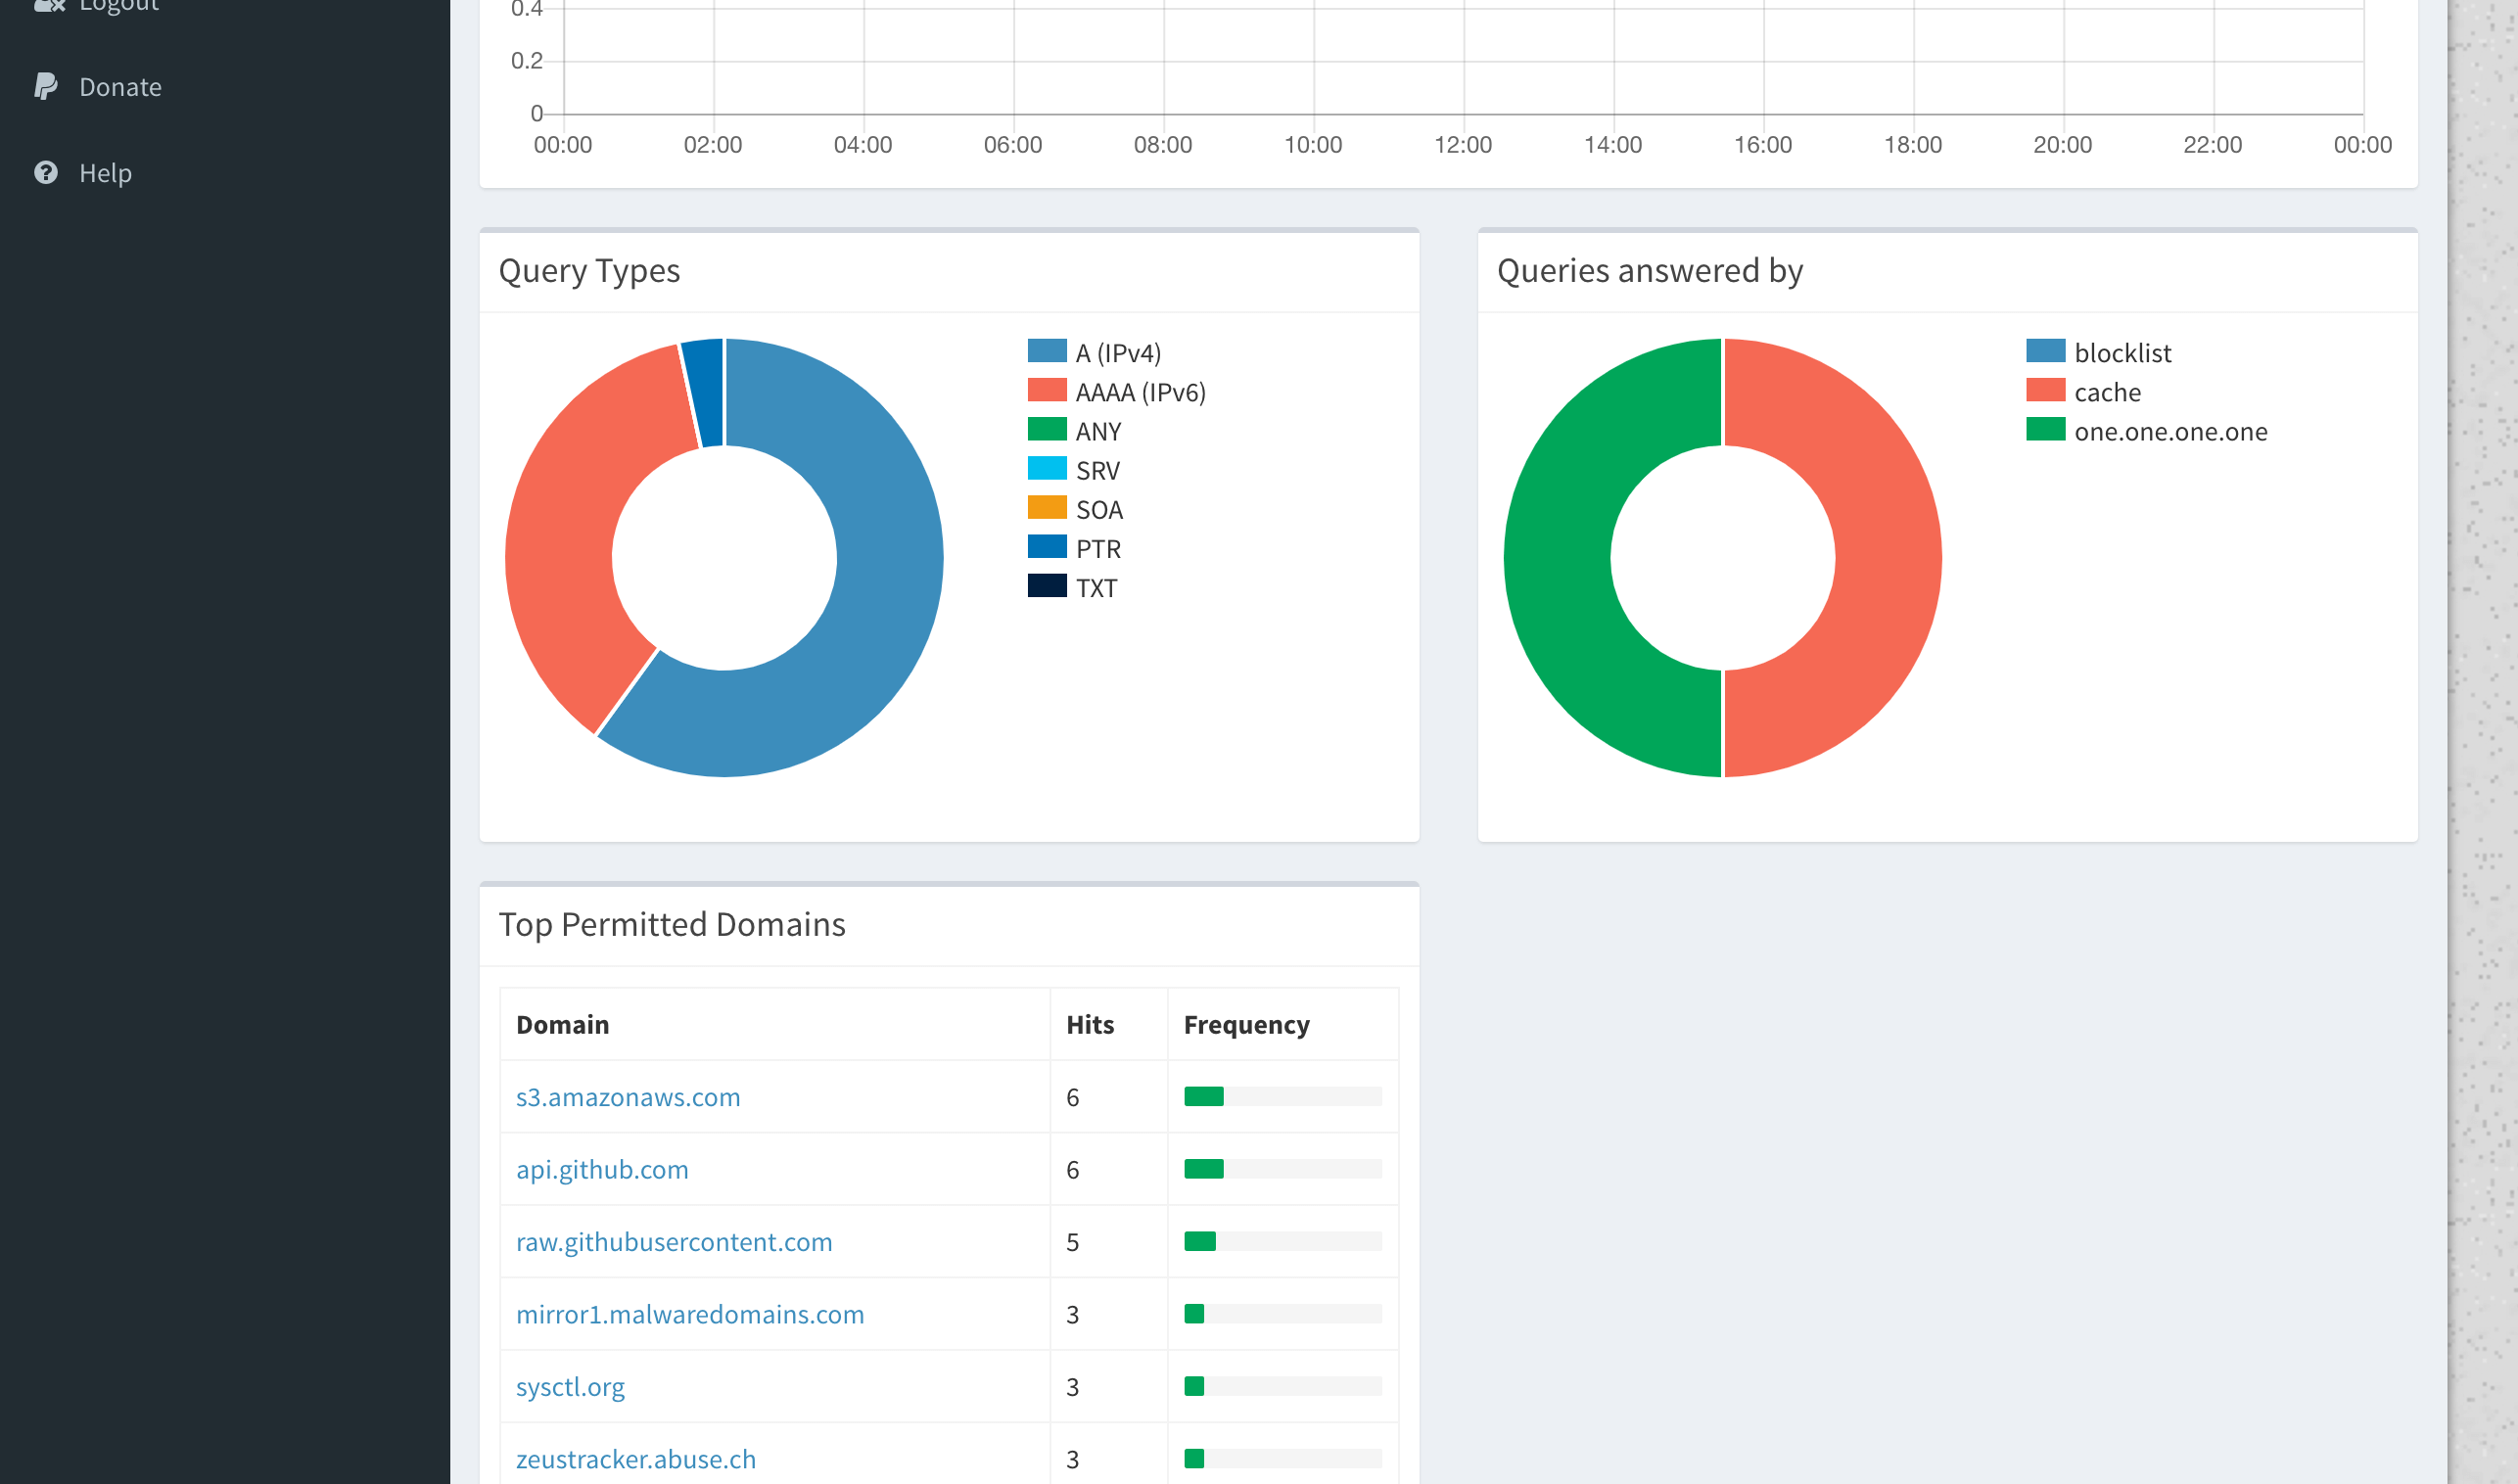 Logout
Donate
Help
0.4
0.2
0
00:00 02:00 04:00 06:00 08:00 10:00 12:00 14:00 16:00 18:00 20:00 22:00 00:00
Query Types
A (IPv4)
AAAA (IPv6)
ANY
SRV
SOA
PTR
TXT
Queries answered by
blocklist
cache
one.one.one.one
Top Permitted Domains
Domain Hits Frequency
s3.amazonaws.com 6
api.github.com 6
raw.githubusercontent.com 5
mirror1.malwaredomains.com 3
sysctl.org 3
zeustracker.abuse.ch 3